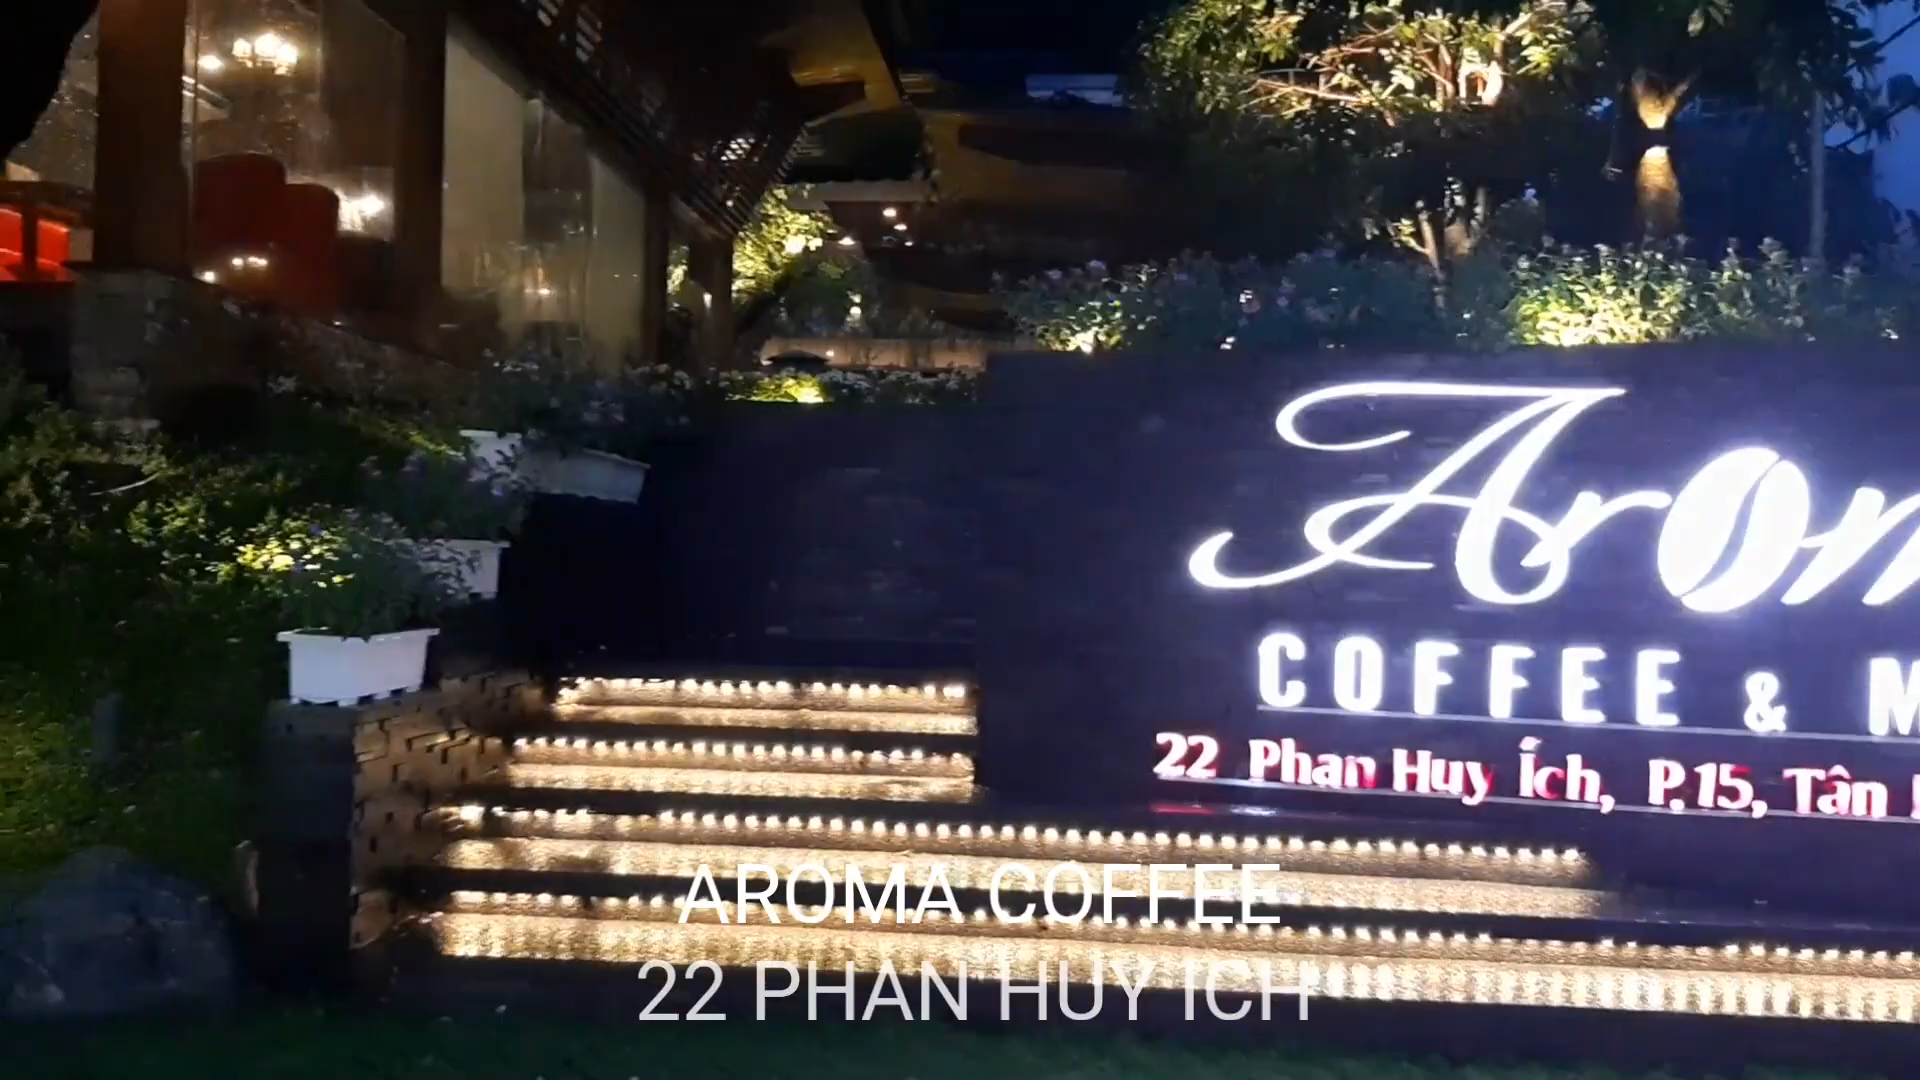 Arom
COFFEE & M
22 Phan Huy Ích, P.15, Tân
AROMA COFFEE
22 PHAN HUY ICH